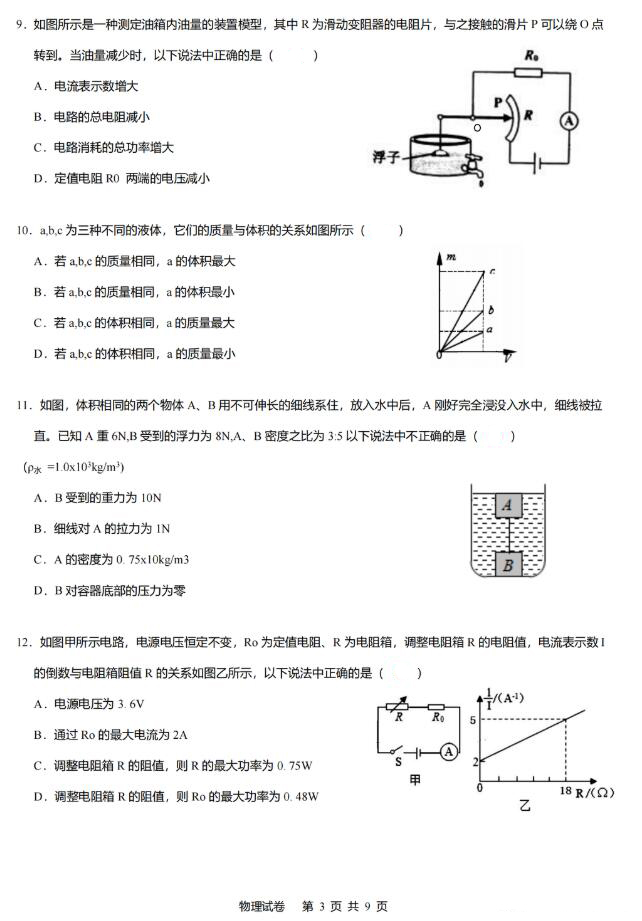 9．如图所示是一种测定油箱内油量的装置模型，其中 R 为滑动变阻器的电阻片，与之接触的滑片 P 可以绕 O 点
转到。当油量减少时，以下说法中正确的是（　　）
A．电流表示数增大
B．电路的总电阻减小
C．电路消耗的总功率增大
D．定值电阻 R0 两端的电压减小
R₀
P
R
A
O
浮子
10．a,b,c 为三种不同的液体，它们的质量与体积的关系如图所示（　　）
A．若 a,b,c 的质量相同，a 的体积最大
B．若 a,b,c 的质量相同，a 的体积最小
C．若 a,b,c 的体积相同，a 的质量最大
D．若 a,b,c 的体积相同，a 的质量最小
m
c
b
a
0
V
11．如图，体积相同的两个物体 A、B 用不可伸长的细线系住，放入水中后，A 刚好完全浸没入水中，细线被拉
直。已知 A 重 6N,B 受到的浮力为 8N,A、B 密度之比为 3:5 以下说法中不正确的是（　　）
（ρ水 =1.0x10³kg/m³)
A．B 受到的重力为 10N
B．细线对 A 的拉力为 1N
C．A 的密度为 0. 75x10kg/m3
D．B 对容器底部的压力为零
A
B
12．如图甲所示电路，电源电压恒定不变，Ro 为定值电阻、R 为电阻箱，调整电阻箱 R 的电阻值，电流表示数 I
的倒数与电阻箱阻值 R 的关系如图乙所示，以下说法中正确的是（　　）
A．电源电压为 3. 6V
B．通过 Ro 的最大电流为 2A
C．调整电阻箱 R 的阻值，则 R 的最大功率为 0. 75W
D．调整电阻箱 R 的阻值，则 Ro 的最大功率为 0. 48W
R
R₀
S
A
甲
1/I/(A⁻¹)
5
2
0
18 R/(Ω)
乙
物理试卷　第 3 页 共 9 页